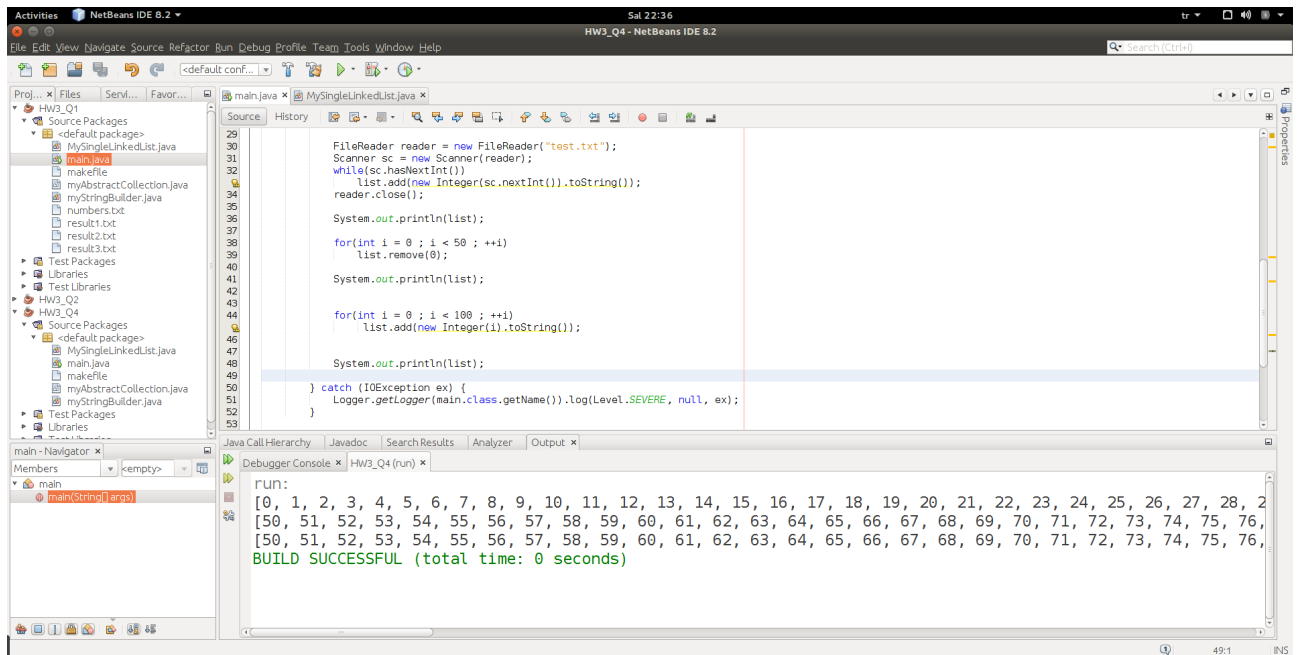 Activities NetBeans IDE 8.2 Sal 22:36 tr
HW3_Q4 - NetBeans IDE 8.2
File Edit View Navigate Source Refactor Run Debug Profile Team Tools Window Help
Search (Ctrl+I)
<default conf...
Proj... × Files Servi... Favor...
main.java × MySingleLinkedList.java ×
Source History
Properties
HW3_Q1
Source Packages
<default package>
MySingleLinkedList.java
main.java
makefile
myAbstractCollection.java
myStringBuilder.java
numbers.txt
result1.txt
result2.txt
result3.txt
Test Packages
Libraries
Test Libraries
HW3_Q2
HW3_Q4
Source Packages
<default package>
MySingleLinkedList.java
main.java
makefile
myAbstractCollection.java
myStringBuilder.java
Test Packages
Libraries
Test Libraries
29
30 FileReader reader = new FileReader("test.txt");
31 Scanner sc = new Scanner(reader);
32 while(sc.hasNextInt())
list.add(new Integer(sc.nextInt()).toString());
34 reader.close();
35
36 System.out.println(list);
37
38 for(int i = 0 ; i < 50 ; ++i)
39 list.remove(0);
40
41 System.out.println(list);
42
43
44 for(int i = 0 ; i < 100 ; ++i)
list.add(new Integer(i).toString());
46
47
48 System.out.println(list);
49
50 } catch (IOException ex) {
51 Logger.getLogger(main.class.getName()).log(Level.SEVERE, null, ex);
52 }
53
main - Navigator ×
Members <empty>
main
main(String[] args)
Java Call Hierarchy Javadoc Search Results Analyzer Output ×
Debugger Console × HW3_Q4 (run) ×
run:
[0, 1, 2, 3, 4, 5, 6, 7, 8, 9, 10, 11, 12, 13, 14, 15, 16, 17, 18, 19, 20, 21, 22, 23, 24, 25, 26, 27, 28, 2
[50, 51, 52, 53, 54, 55, 56, 57, 58, 59, 60, 61, 62, 63, 64, 65, 66, 67, 68, 69, 70, 71, 72, 73, 74, 75, 76,
[50, 51, 52, 53, 54, 55, 56, 57, 58, 59, 60, 61, 62, 63, 64, 65, 66, 67, 68, 69, 70, 71, 72, 73, 74, 75, 76,
BUILD SUCCESSFUL (total time: 0 seconds)
49:1 INS